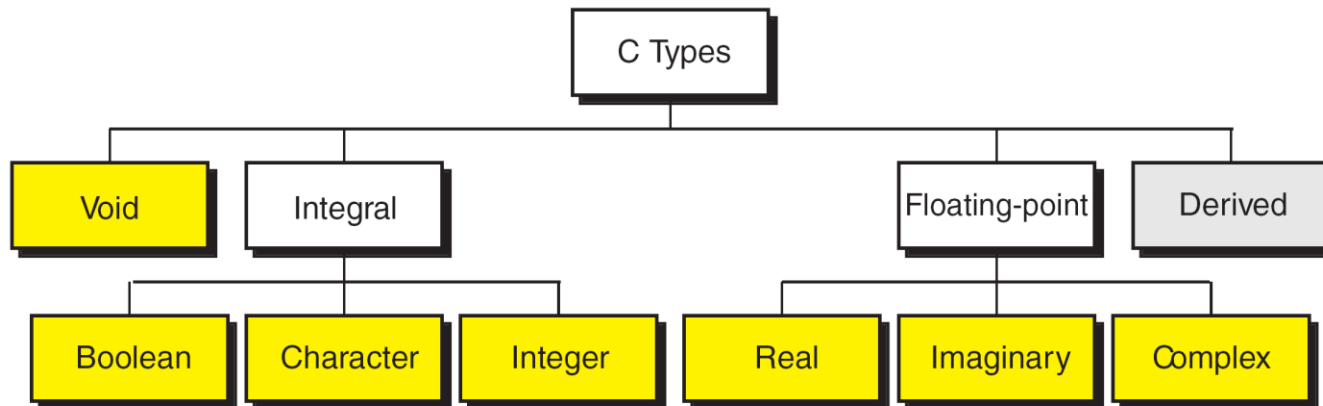 C Types
Void
Integral
Floating-point
Derived
Boolean
Character
Integer
Real
Imaginary
Complex